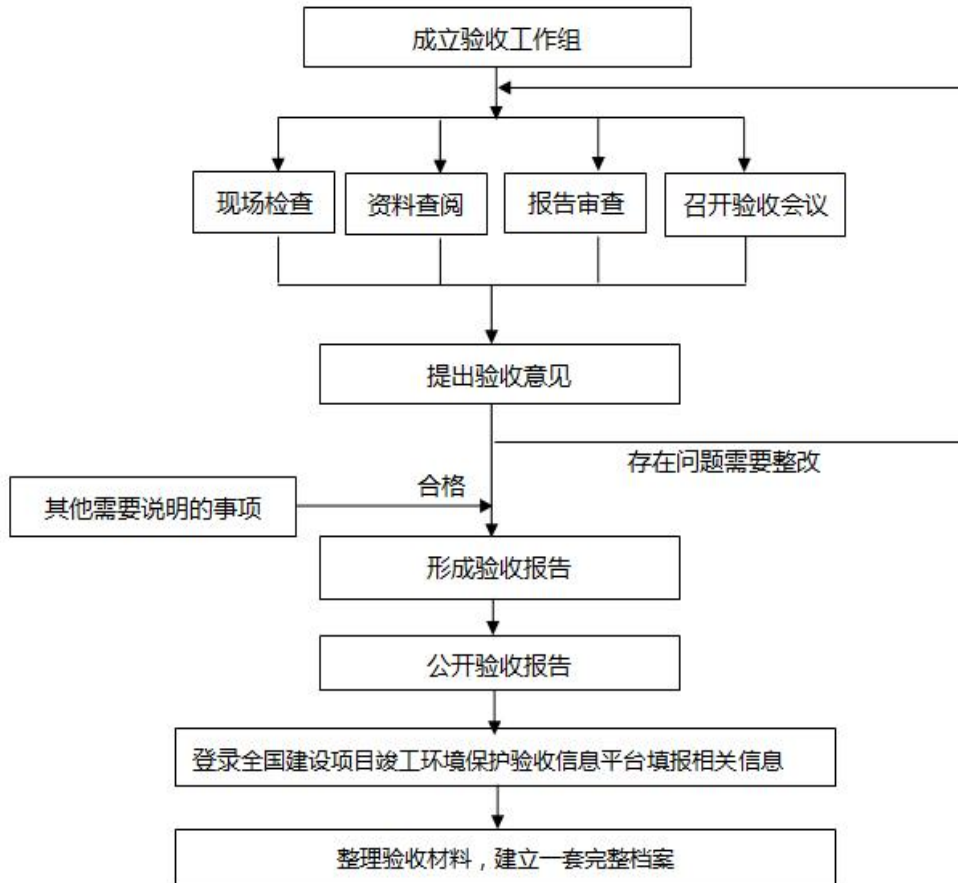 成立验收工作组
现场检查
资料查阅
报告审查
召开验收会议
提出验收意见
存在问题需要整改
合格
其他需要说明的事项
形成验收报告
公开验收报告
登录全国建设项目竣工环境保护验收信息平台填报相关信息
整理验收材料，建立一套完整档案